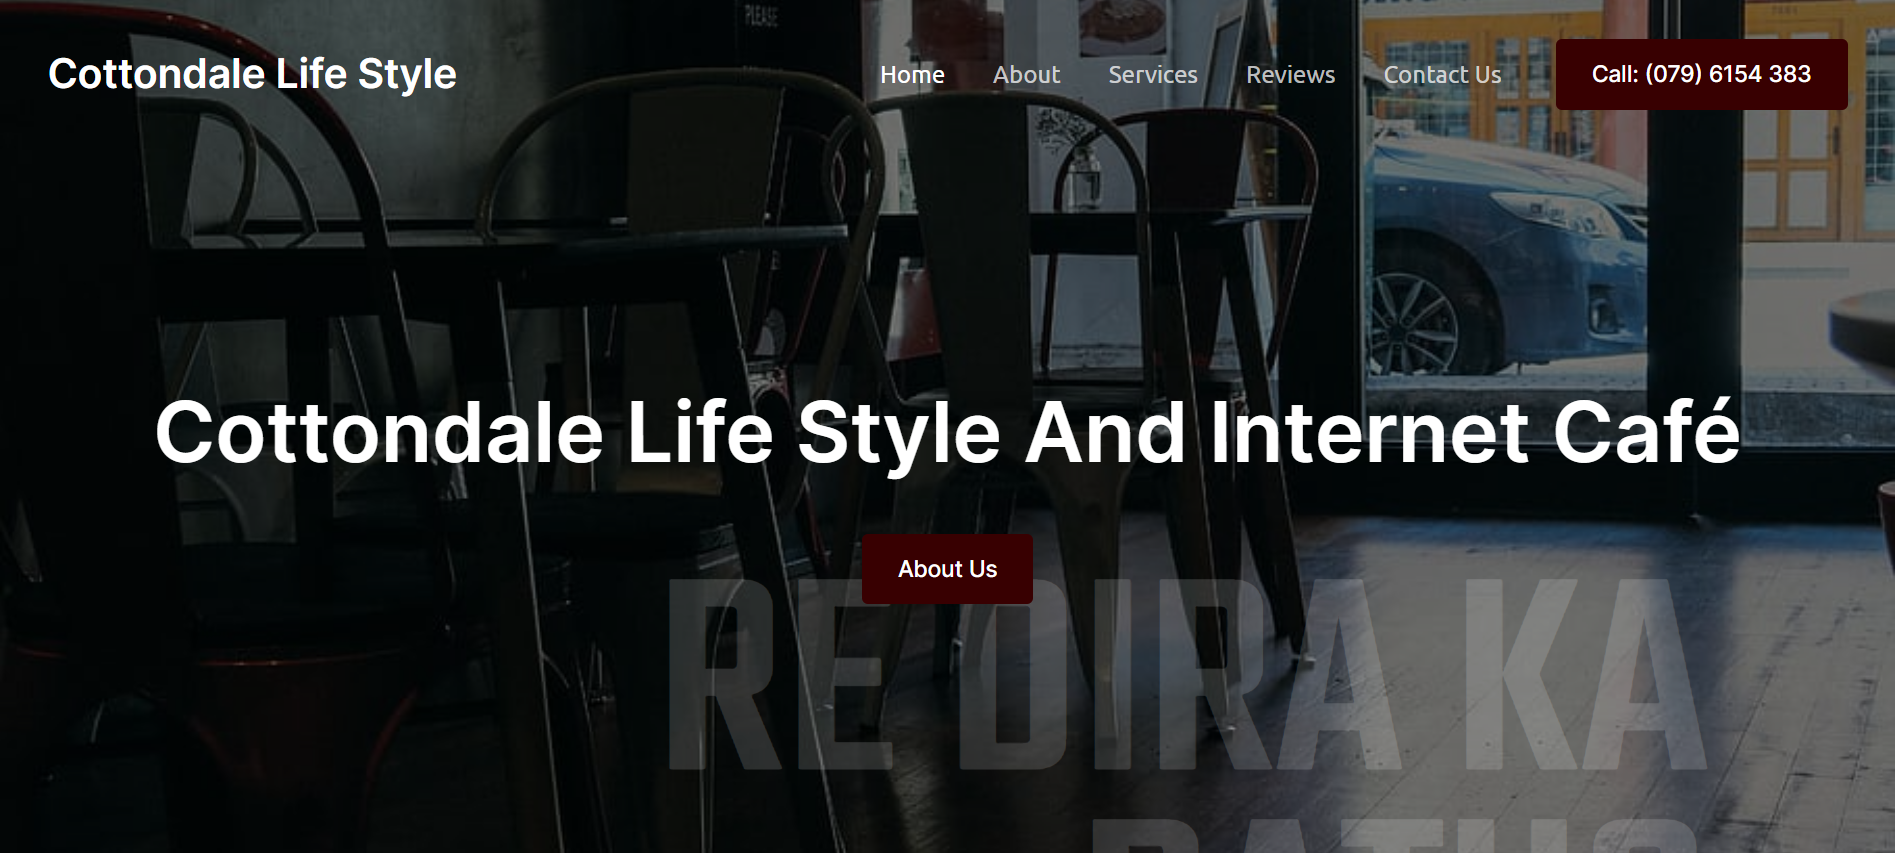 PLEASE
Cottondale Life Style
Home
About
Services
Reviews
Contact Us
Call: (079) 6154 383
Cottondale Life Style And Internet Café
About Us
RE DIRA KA